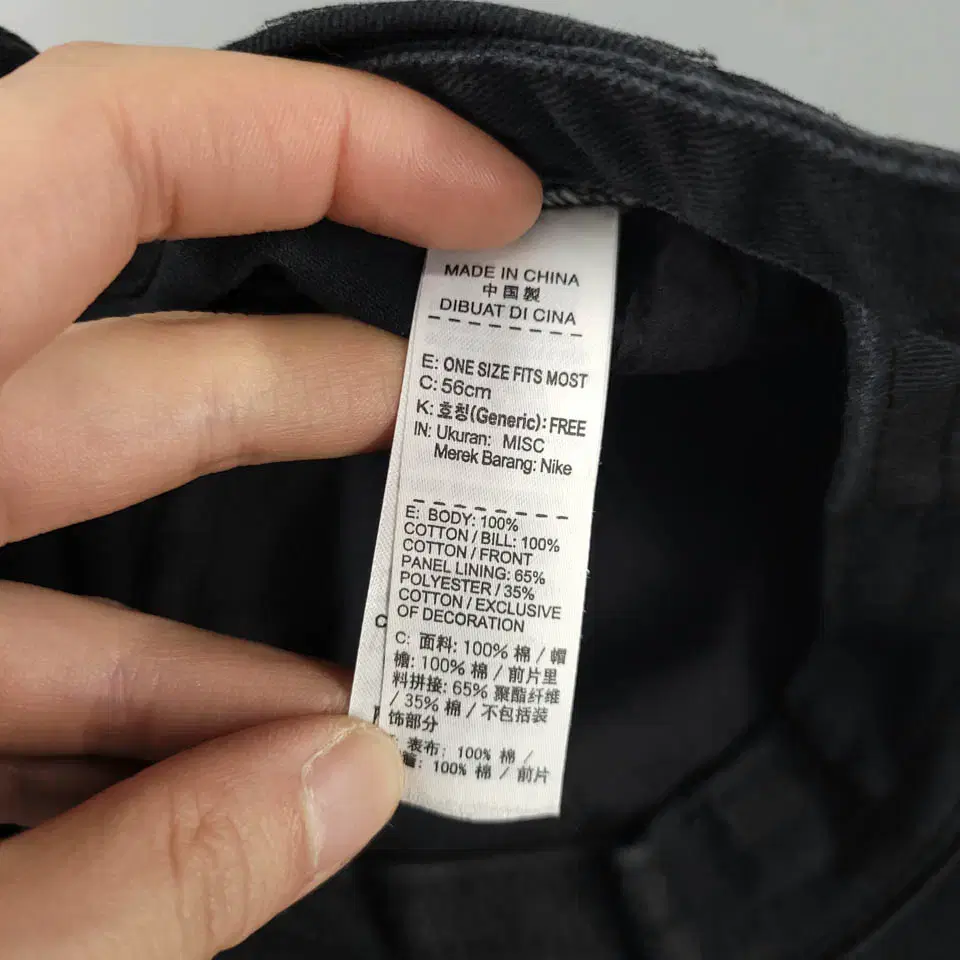 MADE IN CHINA
中国製
DIBUAT DI CINA
E: ONE SIZE FITS MOST
C: 56cm
K: 호칭(Generic): FREE
IN: Ukuran: MISC
Merek Barang: Nike
E: BODY: 100%
COTTON / BILL: 100%
COTTON / FRONT
PANEL LINING: 65%
POLYESTER / 35%
COTTON / EXCLUSIVE
OF DECORATION
C: 面料: 100% 棉 / 帽
檐: 100% 棉 / 前片里
料拼接: 65% 聚酯纤维
/ 35% 棉 / 不包括装
饰部分
表布: 100% 棉 /
: 100% 棉 / 前片